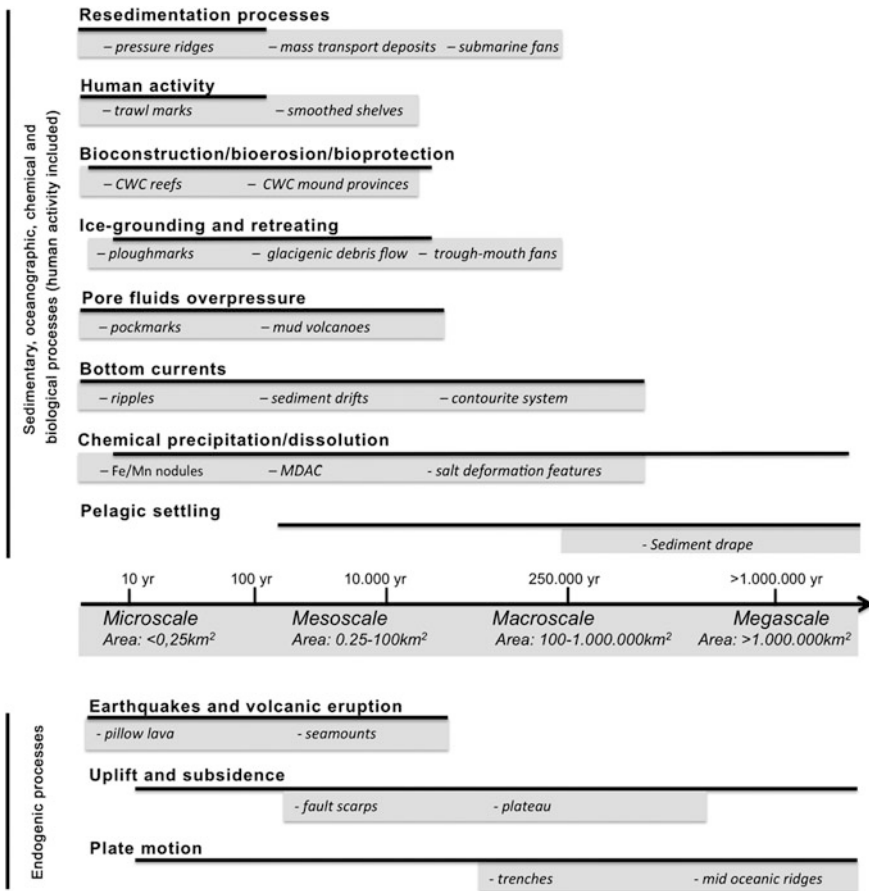 Sedimentary, oceanographic, chemical and
biological processes (human activity included)
Resedimentation processes
– pressure ridges – mass transport deposits – submarine fans
Human activity
– trawl marks – smoothed shelves
Bioconstruction/bioerosion/bioprotection
– CWC reefs – CWC mound provinces
Ice-grounding and retreating
– ploughmarks – glacigenic debris flow – trough-mouth fans
Pore fluids overpressure
– pockmarks – mud volcanoes
Bottom currents
– ripples – sediment drifts – contourite system
Chemical precipitation/dissolution
– Fe/Mn nodules – MDAC - salt deformation features
Pelagic settling
- Sediment drape
10 yr 100 yr 10.000 yr 250.000 yr >1.000.000 yr
Microscale Mesoscale Macroscale Megascale
Area: <0,25km² Area: 0.25-100km² Area: 100-1.000.000km² Area: >1.000.000km²
Endogenic processes
Earthquakes and volcanic eruption
- pillow lava - seamounts
Uplift and subsidence
- fault scarps - plateau
Plate motion
- trenches - mid oceanic ridges